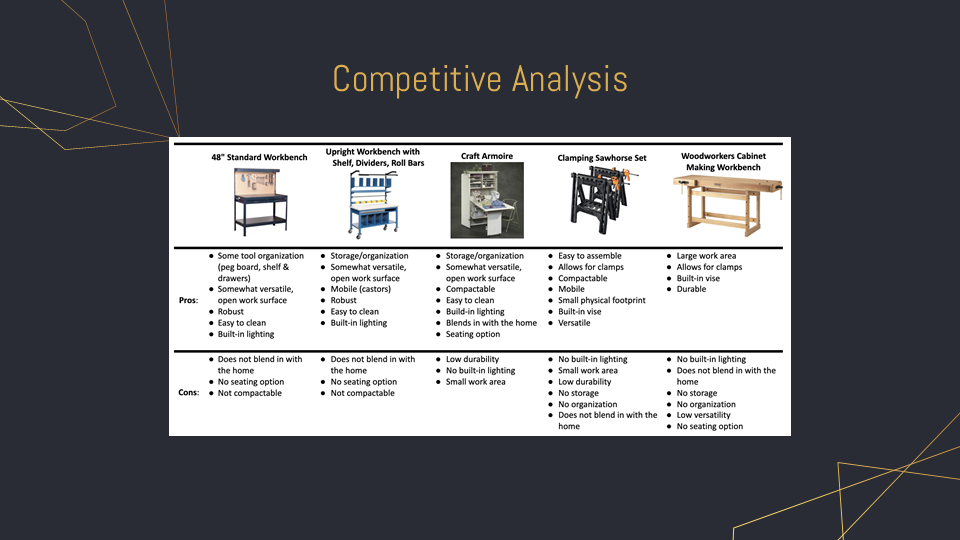 Competitive Analysis
48" Standard Workbench
Upright Workbench with
Shelf, Dividers, Roll Bars
Craft Armoire
Clamping Sawhorse Set
Woodworkers Cabinet
Making Workbench
Pros:
● Some tool organization
(peg board, shelf &
drawers)
● Somewhat versatile,
open work surface
● Robust
● Easy to clean
● Built-in lighting
● Storage/organization
● Somewhat versatile,
open work surface
● Mobile (castors)
● Robust
● Easy to clean
● Built-in lighting
● Storage/organization
● Somewhat versatile,
open work surface
● Compactable
● Easy to clean
● Build-in lighting
● Blends in with the home
● Seating option
● Easy to assemble
● Allows for clamps
● Compactable
● Mobile
● Small physical footprint
● Built-in vise
● Versatile
● Large work area
● Allows for clamps
● Built-in vise
● Durable
Cons:
● Does not blend in with
the home
● No seating option
● Not compactable
● Does not blend in with
the home
● No seating option
● Not compactable
● Low durability
● No built-in lighting
● Small work area
● No built-in lighting
● Small work area
● Low durability
● No storage
● No organization
● Does not blend in with the
home
● No built-in lighting
● Does not blend in with the
home
● No storage
● No organization
● Low versatility
● No seating option